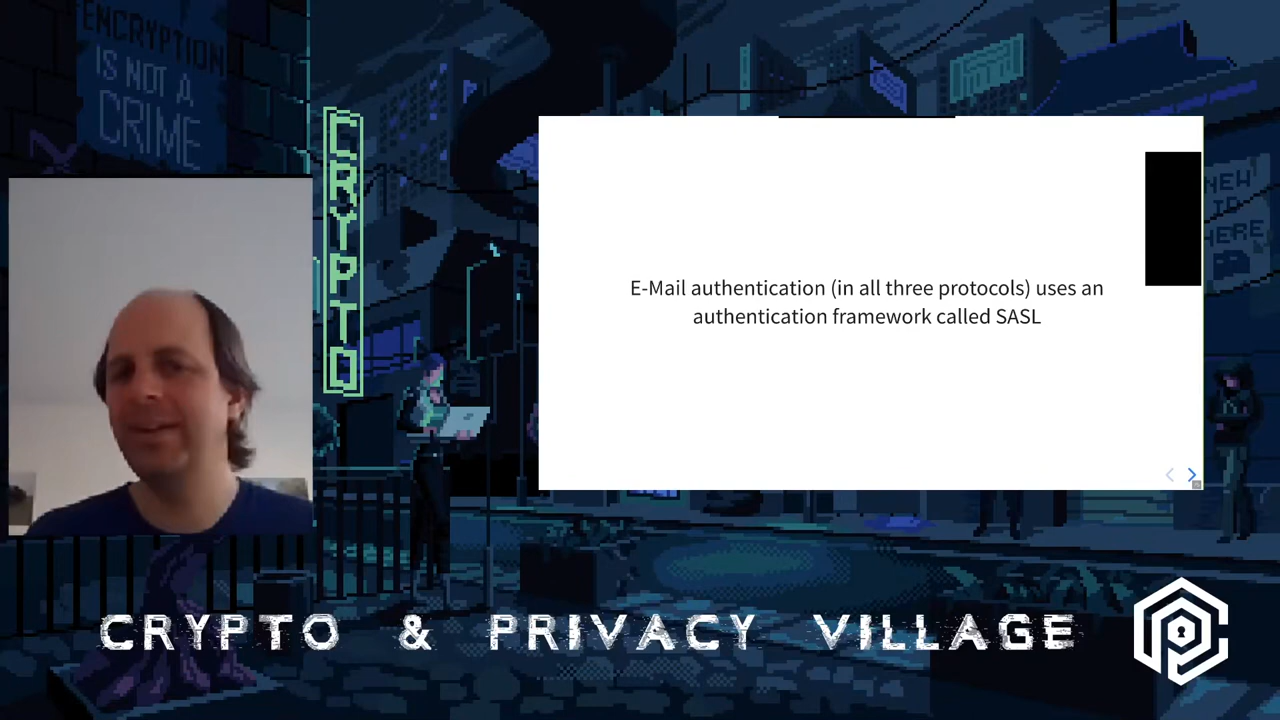 ENCRYPTION
IS NOT A
CRIME
CRYPTO
E-Mail authentication (in all three protocols) uses an
authentication framework called SASL
NEW
TO
HERE
CRYPTO & PRIVACY VILLAGE